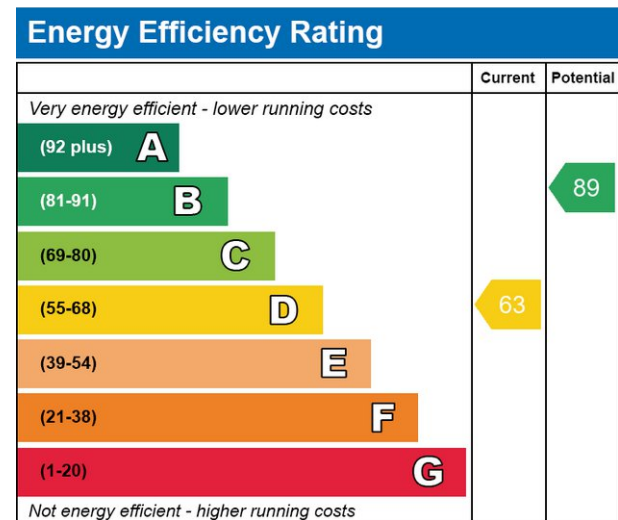 Energy Efficiency Rating
Current Potential
Very energy efficient - lower running costs
(92 plus) A
(81-91) B
89
(69-80) C
(55-68) D
63
(39-54) E
(21-38) F
(1-20) G
Not energy efficient - higher running costs